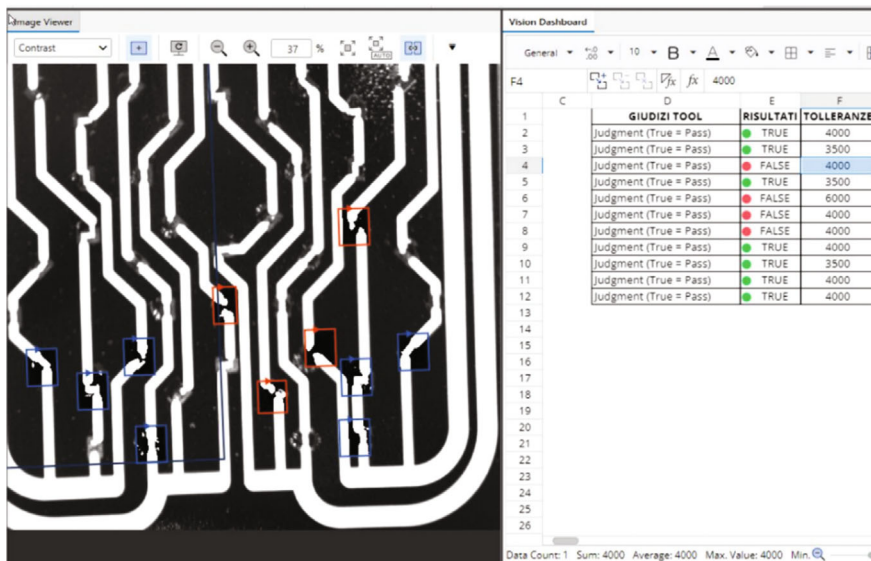 Image Viewer
Contrast
37 %
AUTO
Vision Dashboard
General
10 B A
F4 fx fx 4000
C D E F
1 GIUDIZI TOOL RISULTATI TOLLERANZE
2 Judgment (True = Pass) TRUE 4000
3 Judgment (True = Pass) TRUE 3500
4 Judgment (True = Pass) FALSE 4000
5 Judgment (True = Pass) TRUE 3500
6 Judgment (True = Pass) FALSE 6000
7 Judgment (True = Pass) FALSE 4000
8 Judgment (True = Pass) FALSE 4000
9 Judgment (True = Pass) TRUE 4000
10 Judgment (True = Pass) TRUE 3500
11 Judgment (True = Pass) TRUE 4000
12 Judgment (True = Pass) TRUE 4000
13
14
15
16
17
18
19
20
21
22
23
24
25
26
Data Count: 1 Sum: 4000 Average: 4000 Max. Value: 4000 Min.